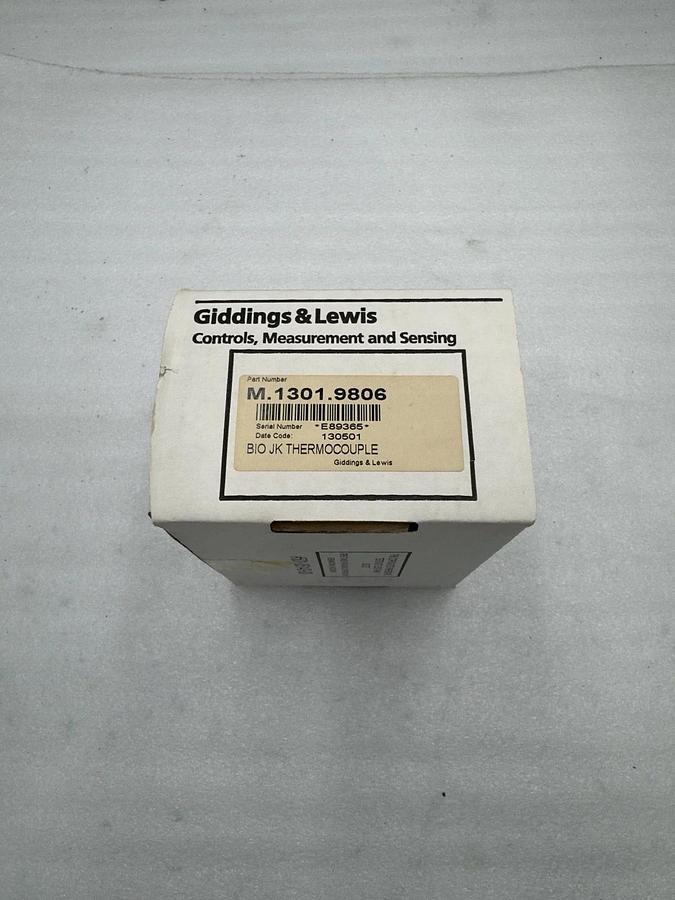 Giddings & Lewis
Controls, Measurement and Sensing
Part Number
M.1301.9806
Serial Number *E89365*
Date Code: 130501
BIO JK THERMOCOUPLE
Giddings & Lewis